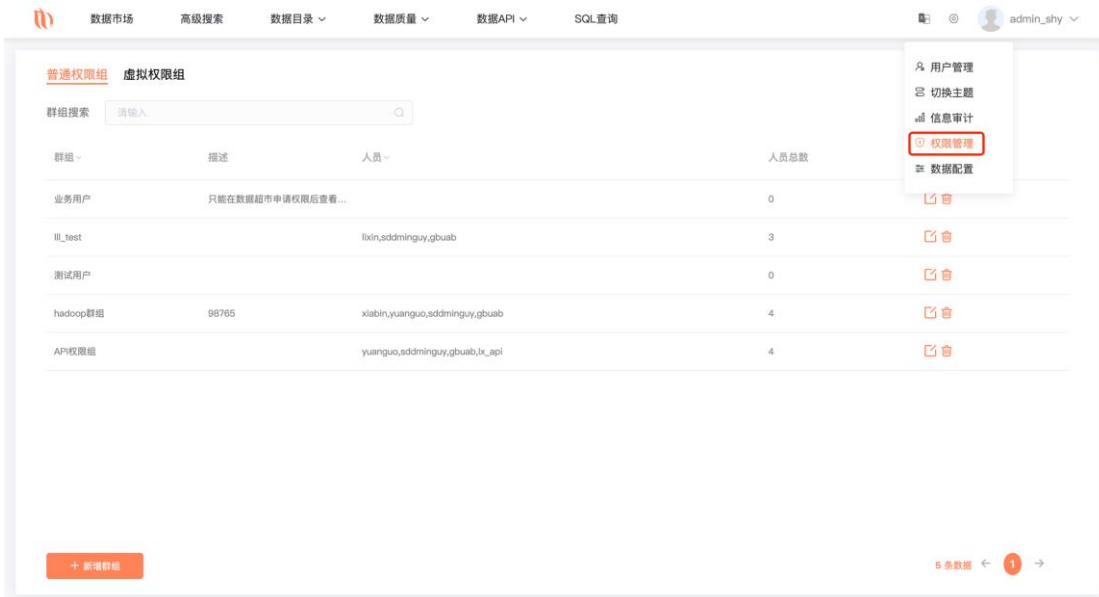 数据市场 高级搜索 数据目录 数据质量 数据API SQL查询 admin_shy
用户管理
切换主题
信息审计
权限管理
数据配置
普通权限组 虚拟权限组
群组搜索 请输入
群组 描述 人员 人员总数
业务用户 只能在数据超市申请权限后查看... 0
lll_test lixin,sddminguy,gbuab 3
测试用户 0
hadoop群组 98765 xiabin,yuanguo,sddminguy,gbuab 4
API权限组 yuanguo,sddminguy,gbuab,lx_api 4
+ 新增群组 5 条数据 ← 1 →